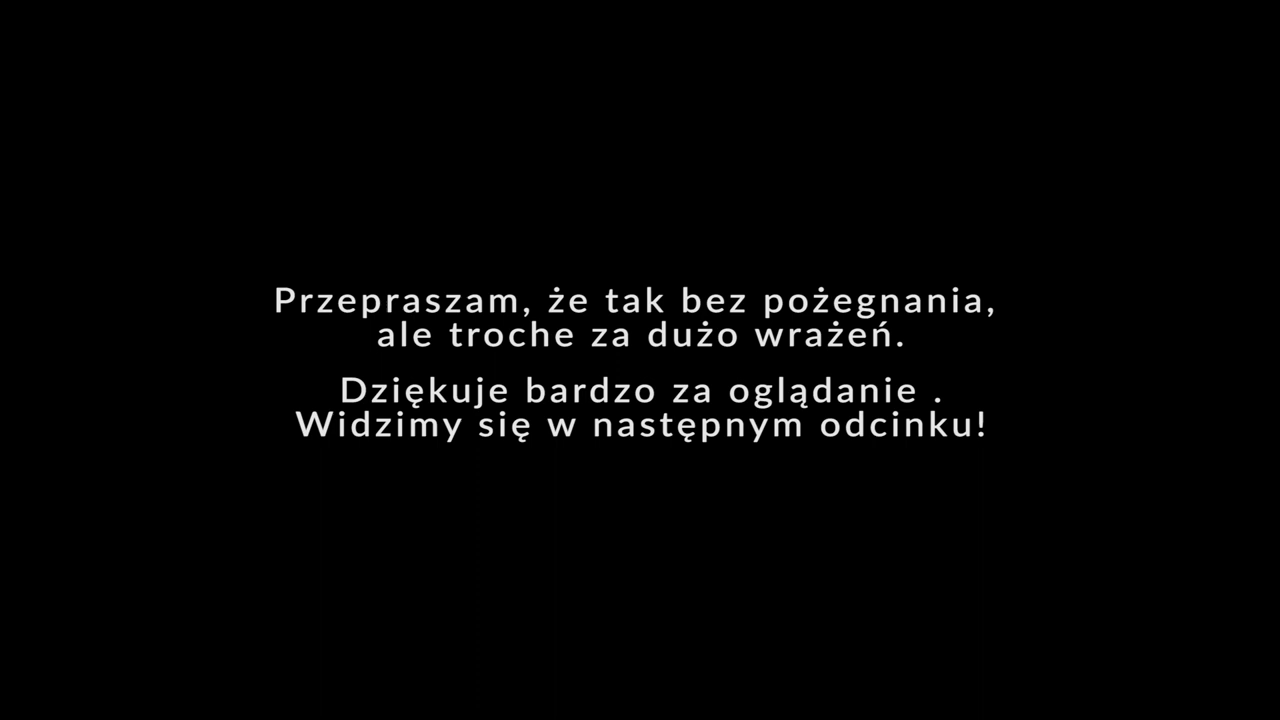 Przepraszam, że tak bez pożegnania,
ale troche za dużo wrażeń.
Dziękuje bardzo za oglądanie .
Widzimy się w następnym odcinku!